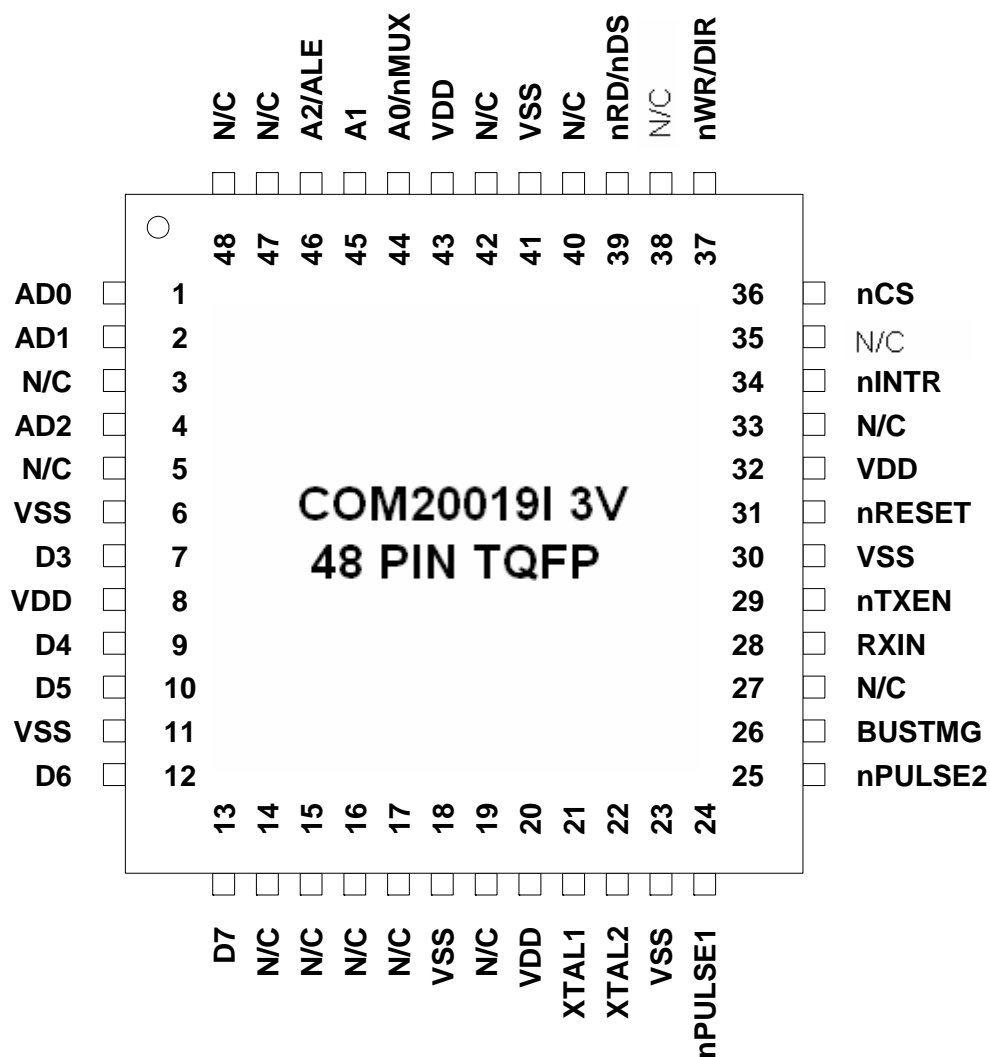 N/C
N/C
A2/ALE
A1
A0/nMUX
VDD
N/C
VSS
N/C
nRD/nDS
N/C
nWR/DIR
48
47
46
45
44
43
42
41
40
39
38
37
AD0 1
AD1 2
N/C 3
AD2 4
N/C 5
VSS 6
D3 7
VDD 8
D4 9
D5 10
VSS 11
D6 12
COM20019I 3V
48 PIN TQFP
36 nCS
35 N/C
34 nINTR
33 N/C
32 VDD
31 nRESET
30 VSS
29 nTXEN
28 RXIN
27 N/C
26 BUSTMG
25 nPULSE2
13
14
15
16
17
18
19
20
21
22
23
24
D7
N/C
N/C
N/C
N/C
VSS
N/C
VDD
XTAL1
XTAL2
VSS
nPULSE1